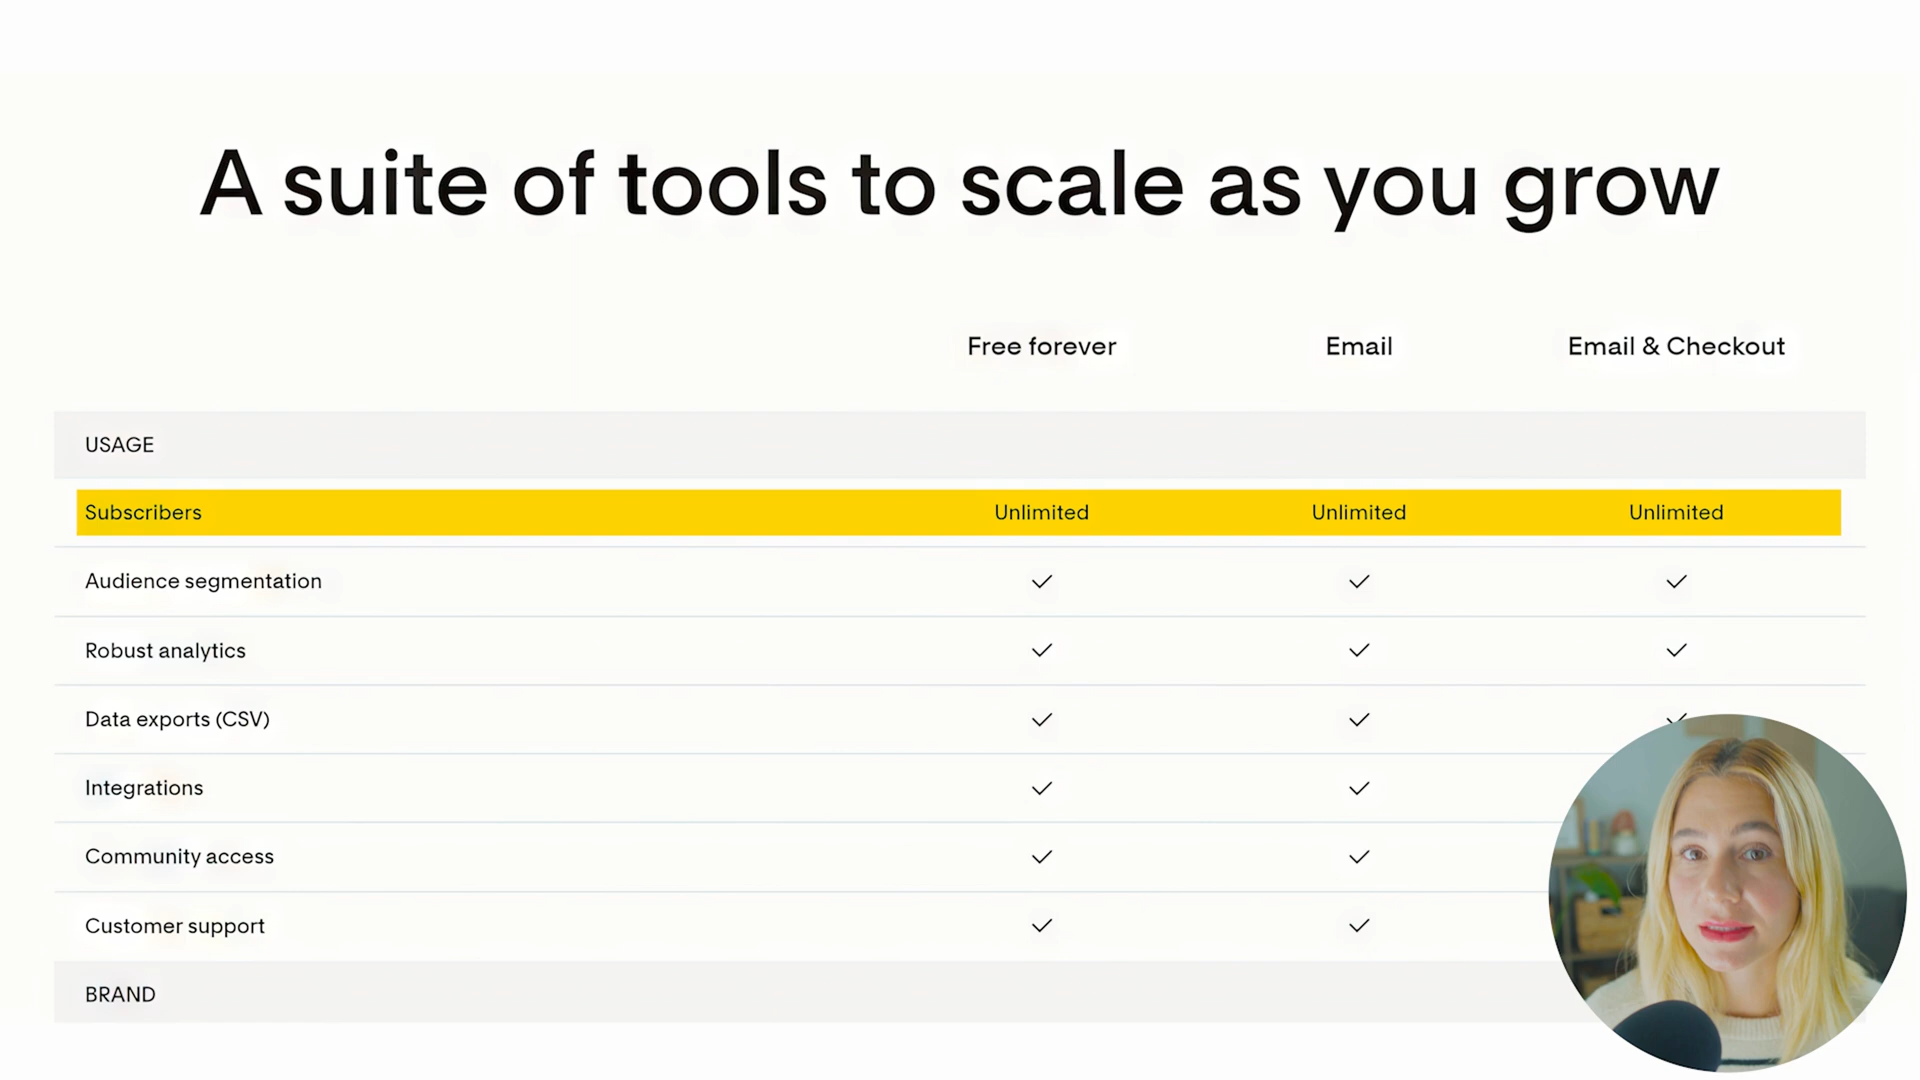 A suite of tools to scale as you grow
Free forever Email Email & Checkout
USAGE
Subscribers Unlimited Unlimited Unlimited
Audience segmentation ✓ ✓ ✓
Robust analytics ✓ ✓ ✓
Data exports (CSV) ✓ ✓ ✓
Integrations ✓ ✓
Community access ✓ ✓
Customer support ✓ ✓
BRAND